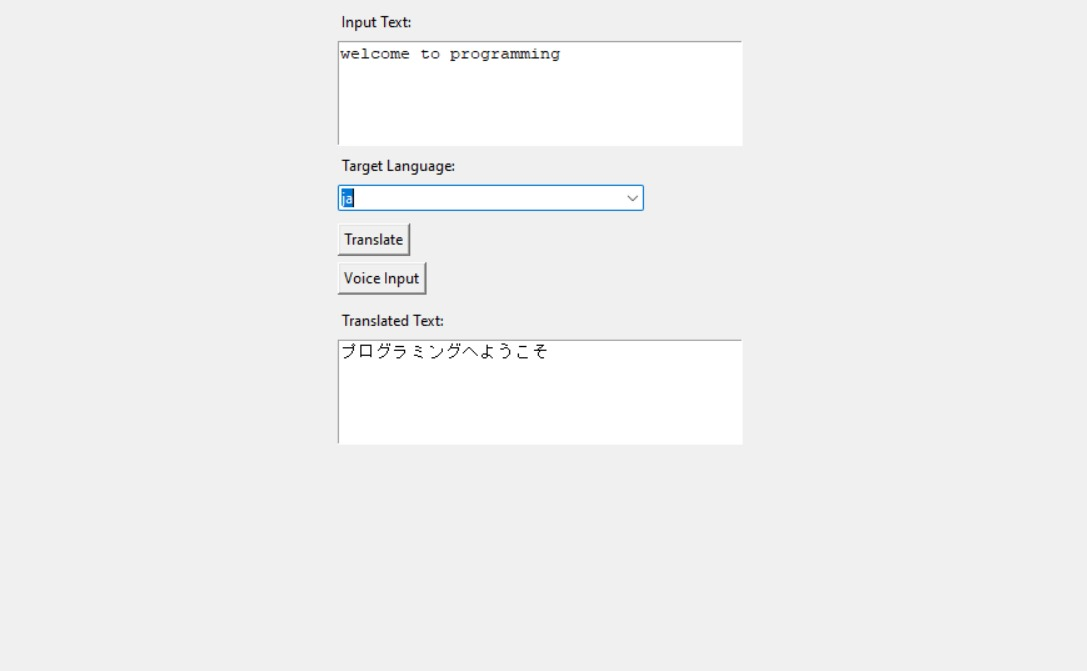 Input Text:
welcome to programming
Target Language:
ja
Translate
Voice Input
Translated Text:
プログラミングへようこそ